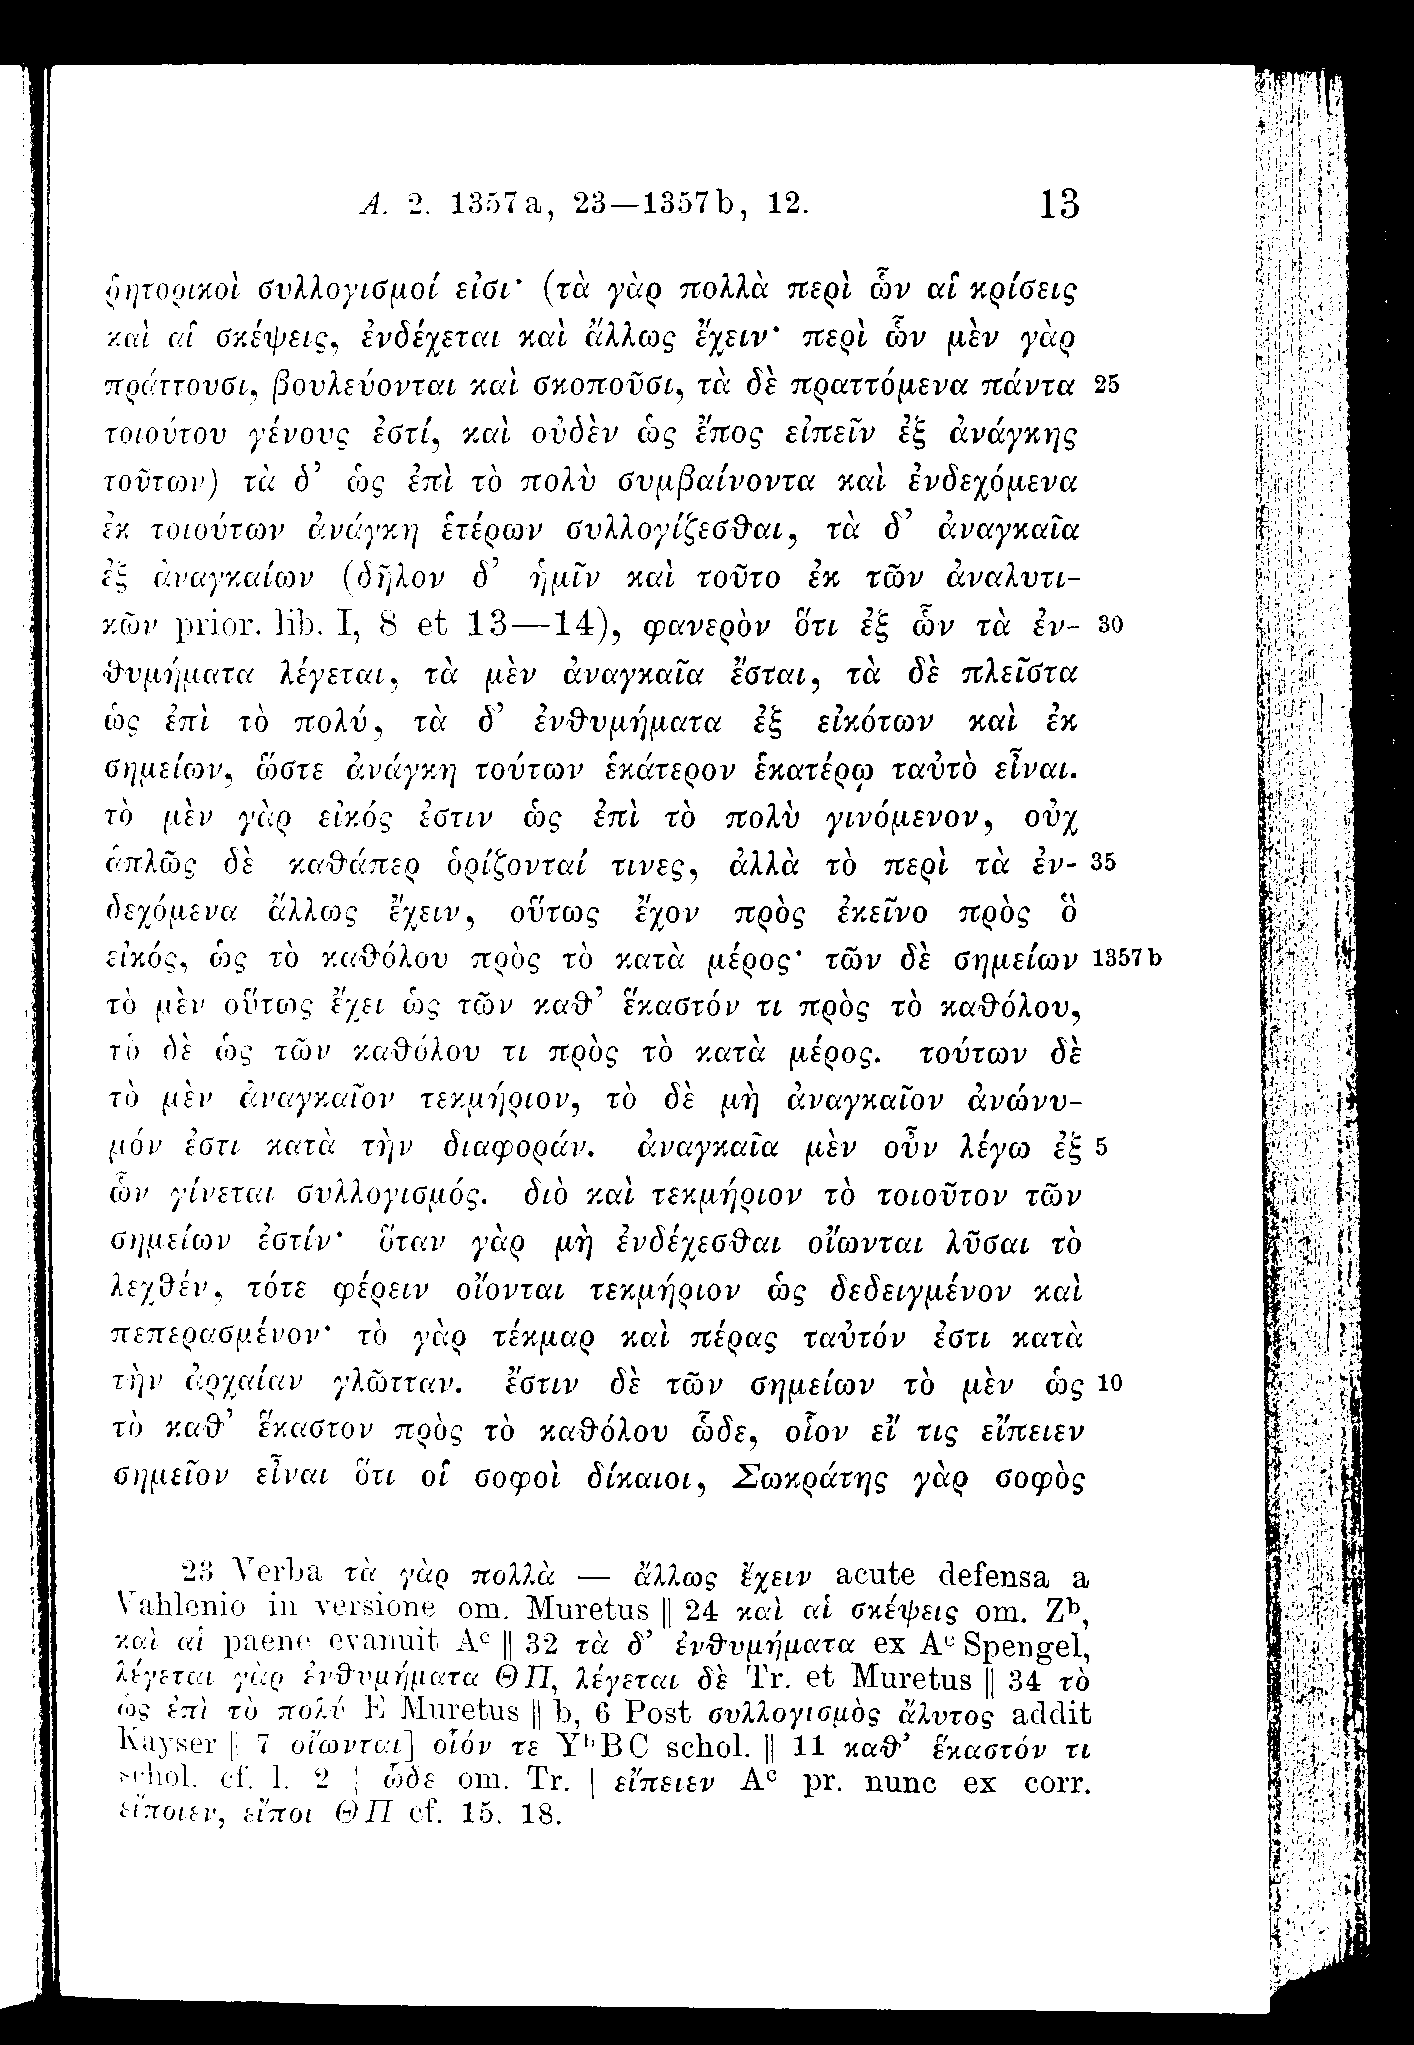 A. 2. 1357a, 23—1357b, 12. 13
ῥητορικοὶ συλλογισμοί εἰσι· (τὰ γὰρ πολλὰ περὶ ὧν αἱ κρίσεις
καὶ αἱ σκέψεις, ἐνδέχεται καὶ ἄλλως ἔχειν· περὶ ὧν μὲν γὰρ
πράττουσι, βουλεύονται καὶ σκοποῦσι, τὰ δὲ πραττόμενα πάντα 25
τοιούτου γένους ἐστί, καὶ οὐδὲν ὡς ἔπος εἰπεῖν ἐξ ἀνάγκης
τούτων) τὰ δ’ ὡς ἐπὶ τὸ πολὺ συμβαίνοντα καὶ ἐνδεχόμενα
ἐκ τοιούτων ἀνάγκη ἑτέρων συλλογίζεσθαι, τὰ δ’ ἀναγκαῖα
ἐξ ἀναγκαίων (δῆλον δ’ ἡμῖν καὶ τοῦτο ἐκ τῶν ἀναλυτι-
κῶν prior. lib. I, 8 et 13—14), φανερὸν ὅτι ἐξ ὧν τὰ ἐν- 30
θυμήματα λέγεται, τὰ μὲν ἀναγκαῖα ἔσται, τὰ δὲ πλεῖστα
ὡς ἐπὶ τὸ πολύ, τὰ δ’ ἐνθυμήματα ἐξ εἰκότων καὶ ἐκ
σημείων, ὥστε ἀνάγκη τούτων ἑκάτερον ἑκατέρῳ ταὐτὸ εἶναι.
τὸ μὲν γὰρ εἰκός ἐστιν ὡς ἐπὶ τὸ πολὺ γινόμενον, οὐχ
ἁπλῶς δὲ καθάπερ ὁρίζονταί τινες, ἀλλὰ τὸ περὶ τὰ ἐν- 35
δεχόμενα ἄλλως ἔχειν, οὕτως ἔχον πρὸς ἐκεῖνο πρὸς ὃ
εἰκός, ὡς τὸ καθόλου πρὸς τὸ κατὰ μέρος· τῶν δὲ σημείων 1357b
τὸ μὲν οὕτως ἔχει ὡς τῶν καθ’ ἕκαστόν τι πρὸς τὸ καθόλου,
τὸ δὲ ὡς τῶν καθόλου τι πρὸς τὸ κατὰ μέρος. τούτων δὲ
τὸ μὲν ἀναγκαῖον τεκμήριον, τὸ δὲ μὴ ἀναγκαῖον ἀνώνυ-
μόν ἐστι κατὰ τὴν διαφοράν. ἀναγκαῖα μὲν οὖν λέγω ἐξ 5
ὧν γίνεται συλλογισμός. διὸ καὶ τεκμήριον τὸ τοιοῦτον τῶν
σημείων ἐστίν· ὅταν γὰρ μὴ ἐνδέχεσθαι οἴωνται λῦσαι τὸ
λεχθέν, τότε φέρειν οἴονται τεκμήριον ὡς δεδειγμένον καὶ
πεπερασμένον· τὸ γὰρ τέκμαρ καὶ πέρας ταὐτόν ἐστι κατὰ
τὴν ἀρχαίαν γλῶτταν. ἔστιν δὲ τῶν σημείων τὸ μὲν ὡς 10
τὸ καθ’ ἕκαστον πρὸς τὸ καθόλου ὧδε, οἷον εἴ τις εἴπειεν
σημεῖον εἶναι ὅτι οἱ σοφοὶ δίκαιοι, Σωκράτης γὰρ σοφὸς
23 Verba τὰ γὰρ πολλὰ — ἄλλως ἔχειν acute defensa a
Vahlenio in versione om. Muretus || 24 καὶ αἱ σκέψεις om. Zᵇ,
καὶ αἱ paene evanuit Aᶜ || 32 τὰ δ’ ἐνθυμήματα ex Aᶜ Spengel,
λέγεται γὰρ ἐνθυμήματα ΘΠ, λέγεται δὲ Tr. et Muretus || 34 τὸ
ὡς ἐπὶ τὸ πολύ E Muretus || b, 6 Post συλλογισμὸς ἄλυτος addit
Kayser || 7 οἴωνται] οἷόν τε YᵇBC schol. || 11 καθ’ ἕκαστόν τι
schol. cf. l. 2 | ὧδε om. Tr. | εἴπειεν Aᶜ pr. nunc ex corr.
εἴποιεν, εἴποι ΘΠ cf. 15. 18.